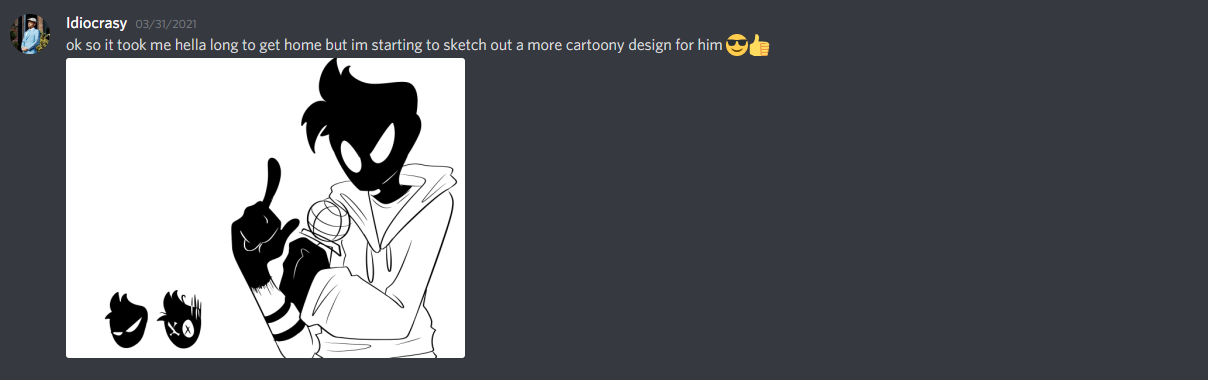 Idiocrasy 03/31/2021
ok so it took me hella long to get home but im starting to sketch out a more cartoony design for him 😎👍